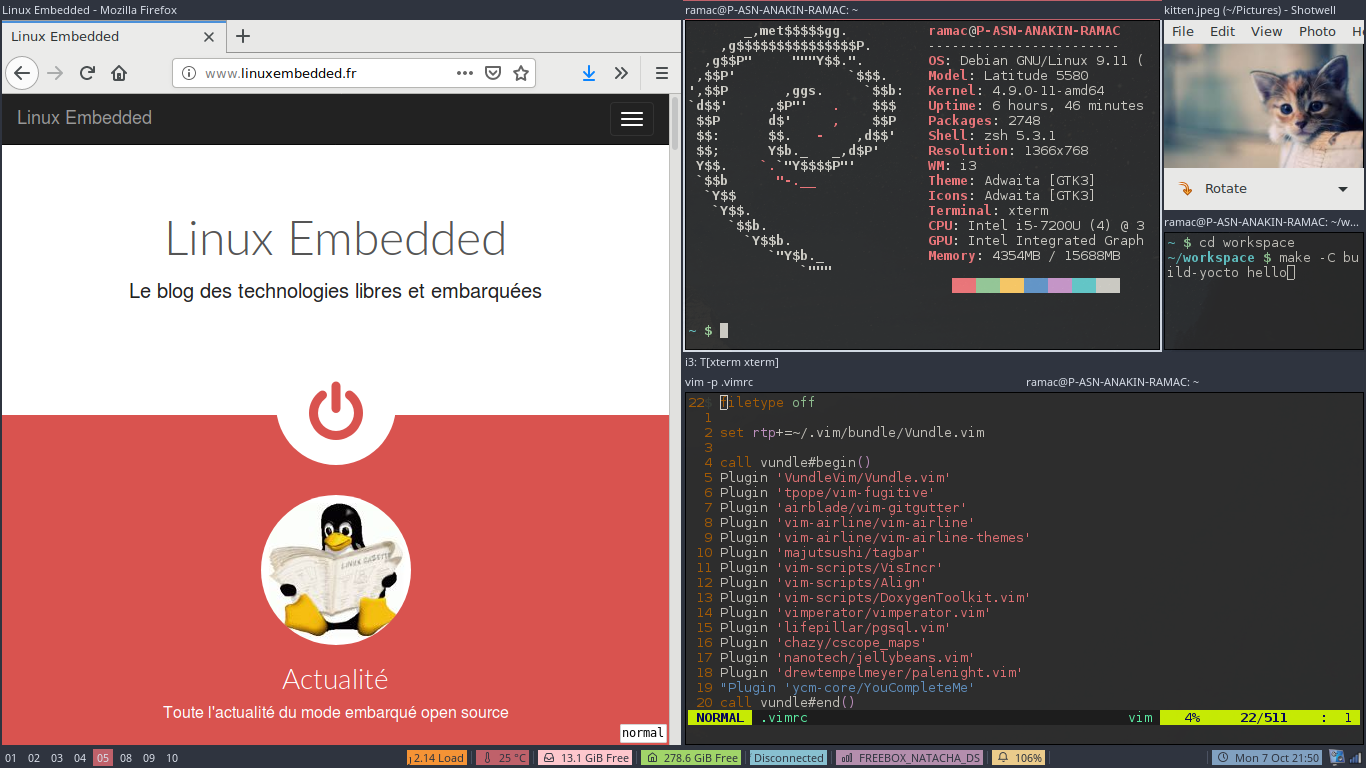 Linux Embedded - Mozilla Firefox
Linux Embedded
www.linuxembedded.fr
Linux Embedded
Linux Embedded
Le blog des technologies libres et embarquées
LINUX GAZETTE
Actualité
Toute l'actualité du mode embarqué open source
normal
ramac@P-ASN-ANAKIN-RAMAC: ~
_,met$$$$$gg.
,g$$$$$$$$$$$$$$$P.
,g$$P"     """Y$$.".
,$$P'              `$$$.
',$$P       ,ggs.     `$$b:
`d$$'     ,$P"'   .    $$$
$$P      d$'     ,    $$P
$$:      $$.   -    ,d$$'
$$;      Y$b._   _,d$P'
Y$$.    `.`"Y$$$$P"'
`$$b      "-.__
`Y$$
`Y$$.
`$$b.
`Y$$b.
`"Y$b._
`""""
ramac@P-ASN-ANAKIN-RAMAC
------------------------
OS: Debian GNU/Linux 9.11 (
Model: Latitude 5580
Kernel: 4.9.0-11-amd64
Uptime: 6 hours, 46 minutes
Packages: 2748
Shell: zsh 5.3.1
Resolution: 1366x768
WM: i3
Theme: Adwaita [GTK3]
Icons: Adwaita [GTK3]
Terminal: xterm
CPU: Intel i5-7200U (4) @ 3
GPU: Intel Integrated Graph
Memory: 4354MB / 15688MB
~ $
kitten.jpeg (~/Pictures) - Shotwell
File Edit View Photo He
Rotate
ramac@P-ASN-ANAKIN-RAMAC: ~/w...
~ $ cd workspace
~/workspace $ make -C bu
ild-yocto hello
i3: T[xterm xterm]
vim -p .vimrc
ramac@P-ASN-ANAKIN-RAMAC: ~
22 filetype off
1
2 set rtp+=~/.vim/bundle/Vundle.vim
3
4 call vundle#begin()
5 Plugin 'VundleVim/Vundle.vim'
6 Plugin 'tpope/vim-fugitive'
7 Plugin 'airblade/vim-gitgutter'
8 Plugin 'vim-airline/vim-airline'
9 Plugin 'vim-airline/vim-airline-themes'
10 Plugin 'majutsushi/tagbar'
11 Plugin 'vim-scripts/VisIncr'
12 Plugin 'vim-scripts/Align'
13 Plugin 'vim-scripts/DoxygenToolkit.vim'
14 Plugin 'vimperator/vimperator.vim'
15 Plugin 'lifepillar/pgsql.vim'
16 Plugin 'chazy/cscope_maps'
17 Plugin 'nanotech/jellybeans.vim'
18 Plugin 'drewtempelmeyer/palenight.vim'
19 "Plugin 'ycm-core/YouCompleteMe'
20 call vundle#end()
NORMAL .vimrc vim 4% 22/511 : 1
01 02 03 04 05 08 09 10 2.14 Load 25 °C 13.1 GiB Free 278.6 GiB Free Disconnected FREEBOX_NATACHA_DS 106% Mon 7 Oct 21:50